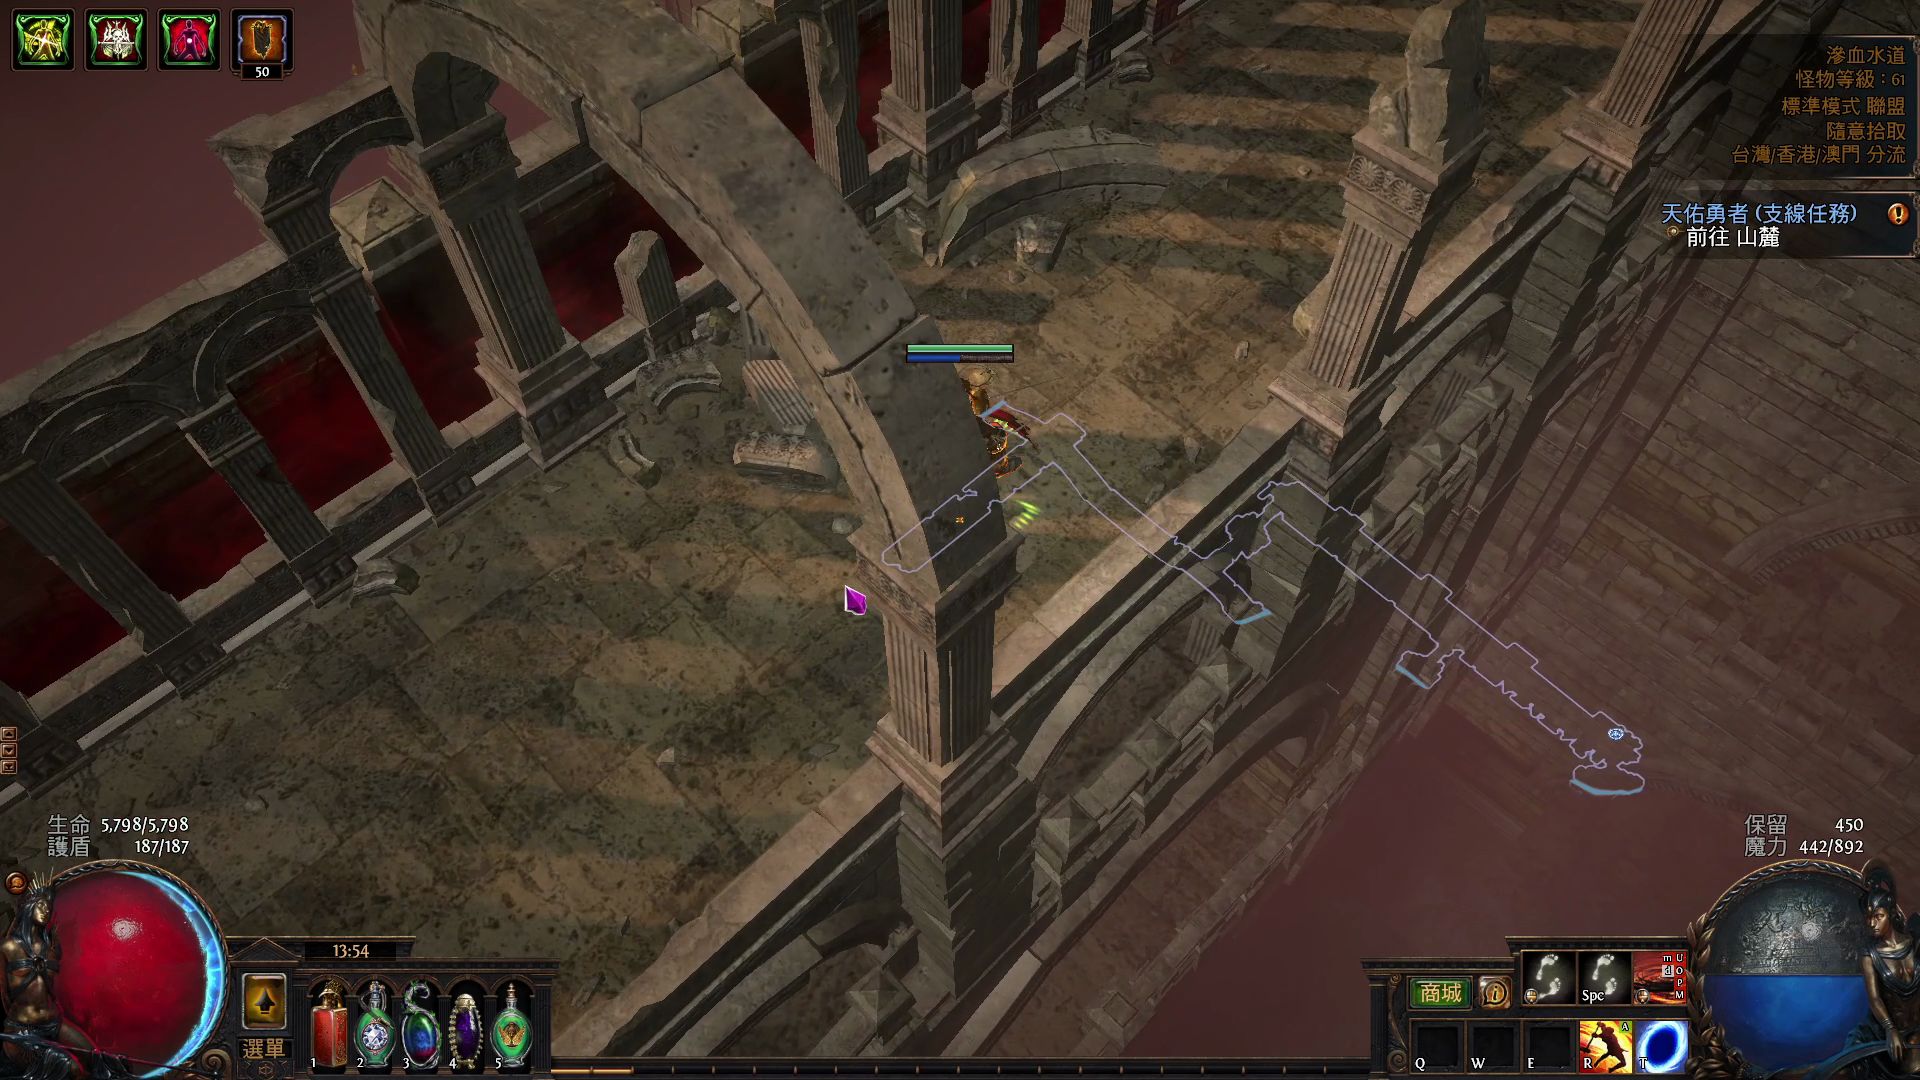 50
滲血水道
怪物等級：61
標準模式 聯盟
隨意拾取
台灣/香港/澳門 分流
天佑勇者 (支線任務)
前往 山麓
生命 5,798/5,798
護盾 187/187
保留 450
魔力 442/892
13:54
選單
1 2 3 4 5
商城
Spc
m d U O P M
Q W E R A T